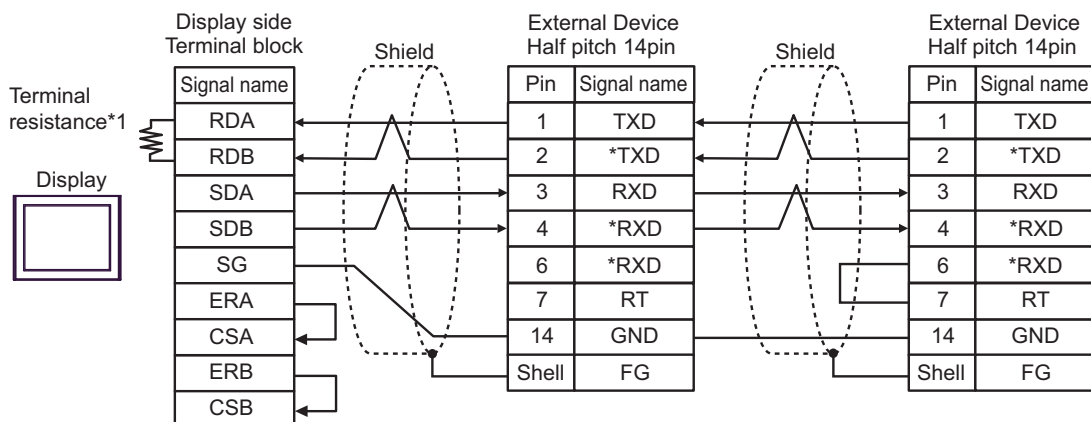 Display side
Terminal block
Shield
External Device
Half pitch 14pin
Shield
External Device
Half pitch 14pin
Terminal
resistance*1
Display
Signal name
RDA
RDB
SDA
SDB
SG
ERA
CSA
ERB
CSB
Pin Signal name
1 TXD
2 *TXD
3 RXD
4 *RXD
6 *RXD
7 RT
14 GND
Shell FG
Pin Signal name
1 TXD
2 *TXD
3 RXD
4 *RXD
6 *RXD
7 RT
14 GND
Shell FG